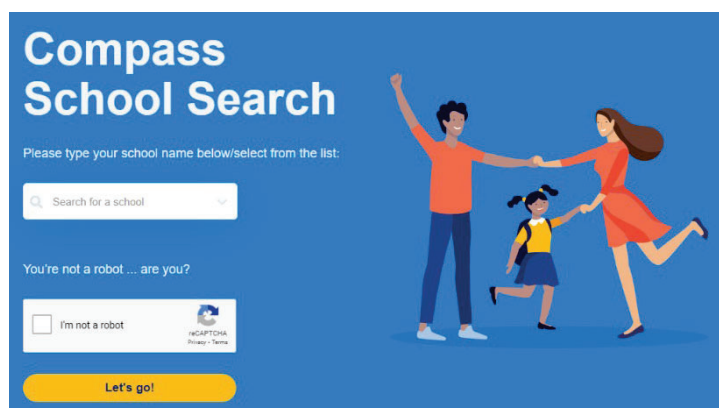 Compass
School Search
Please type your school name below/select from the list:
Search for a school
You're not a robot ... are you?
I'm not a robot
reCAPTCHA
Privacy - Terms
Let's go!